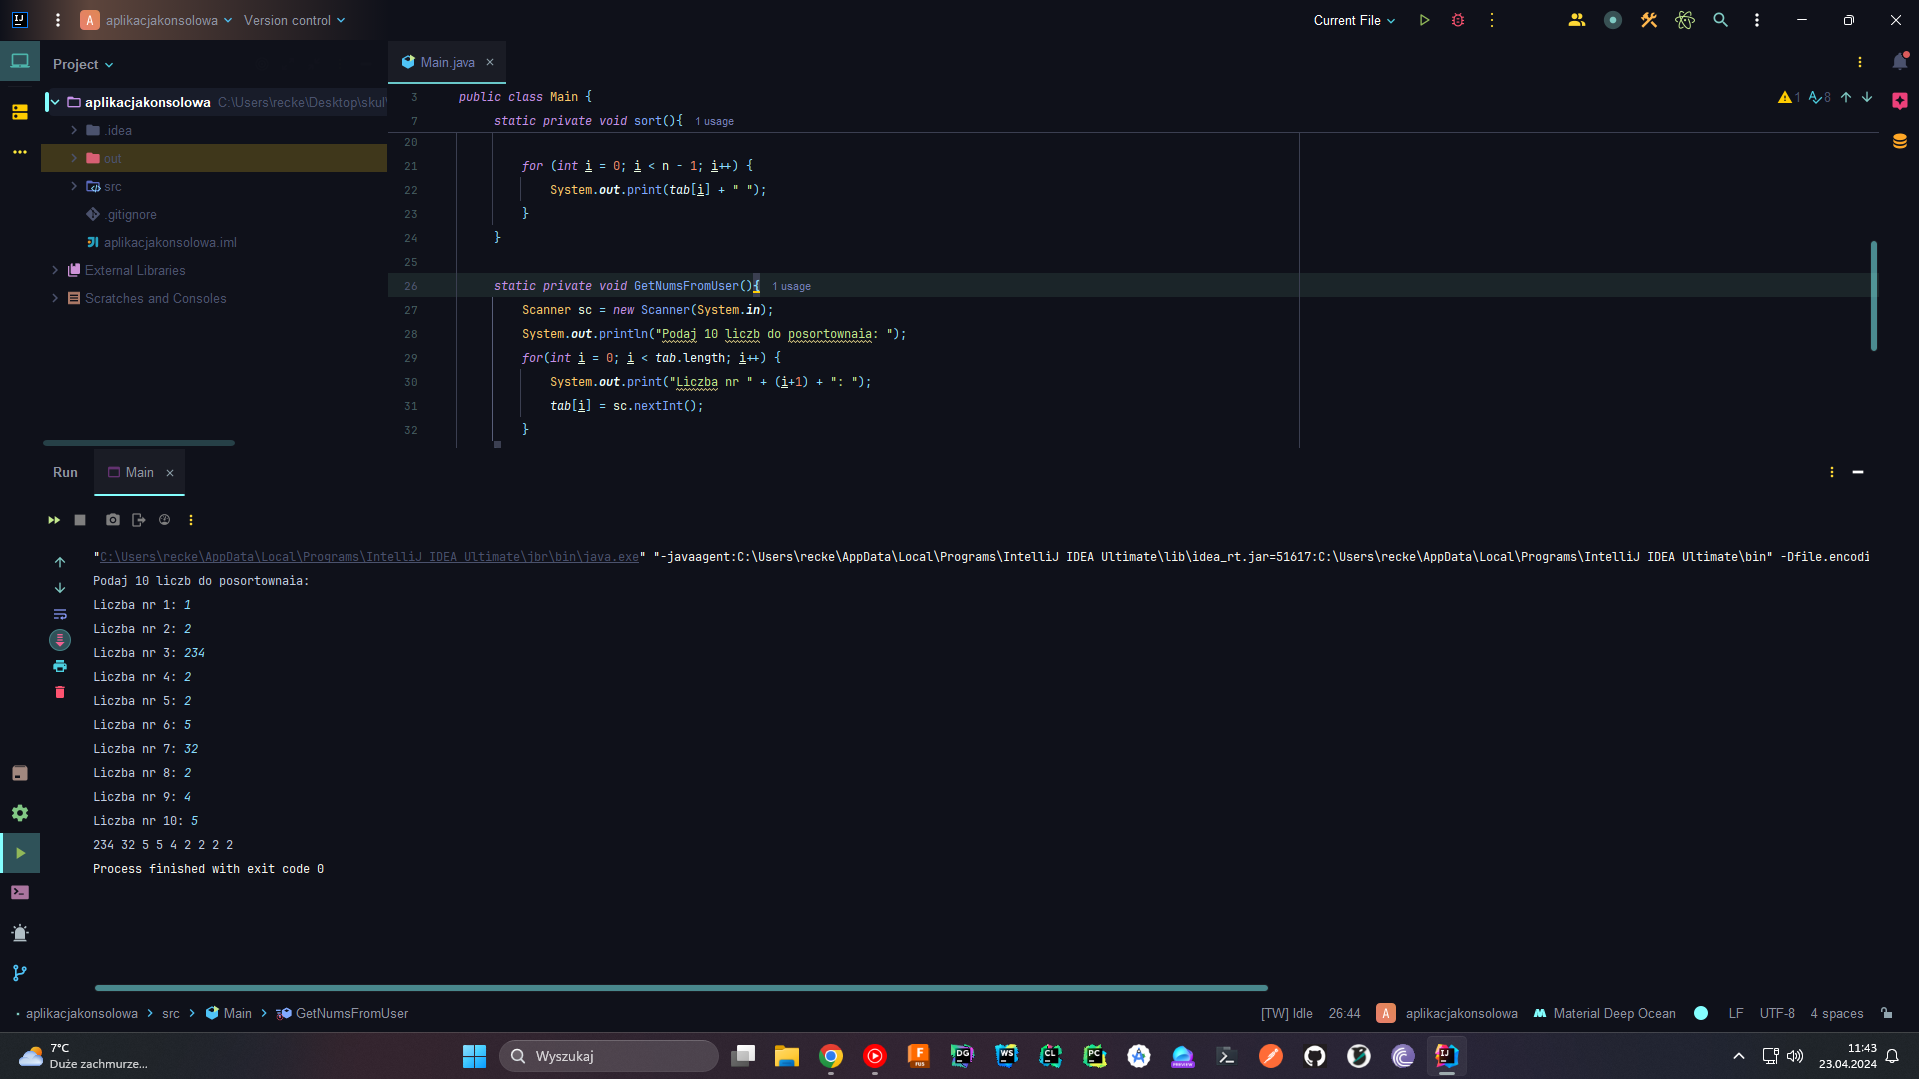 aplikacjakonsolowa Version control Current File
Project
Main.java
aplikacjakonsolowa C:\Users\recke\Desktop\skul\
.idea
out
src
.gitignore
aplikacjakonsolowa.iml
External Libraries
Scratches and Consoles
3 public class Main {
1 8
7 static private void sort(){ 1 usage
20
21 for (int i = 0; i < n - 1; i++) {
22 System.out.print(tab[i] + " ");
23 }
24 }
25
26 static private void GetNumsFromUser(){ 1 usage
27 Scanner sc = new Scanner(System.in);
28 System.out.println("Podaj 10 liczb do posortownaia: ");
29 for(int i = 0; i < tab.length; i++) {
30 System.out.print("Liczba nr " + (i+1) + ": ");
31 tab[i] = sc.nextInt();
32 }
Run Main
"C:\Users\recke\AppData\Local\Programs\IntelliJ IDEA Ultimate\jbr\bin\java.exe" "-javaagent:C:\Users\recke\AppData\Local\Programs\IntelliJ IDEA Ultimate\lib\idea_rt.jar=51617:C:\Users\recke\AppData\Local\Programs\IntelliJ IDEA Ultimate\bin" -Dfile.encodi
Podaj 10 liczb do posortownaia:
Liczba nr 1: 1
Liczba nr 2: 2
Liczba nr 3: 234
Liczba nr 4: 2
Liczba nr 5: 2
Liczba nr 6: 5
Liczba nr 7: 32
Liczba nr 8: 2
Liczba nr 9: 4
Liczba nr 10: 5
234 32 5 5 4 2 2 2 2
Process finished with exit code 0
aplikacjakonsolowa src Main GetNumsFromUser
[TW] Idle 26:44 A aplikacjakonsolowa Material Deep Ocean LF UTF-8 4 spaces
7°C
Duże zachmurze...
Wyszukaj
11:43
23.04.2024